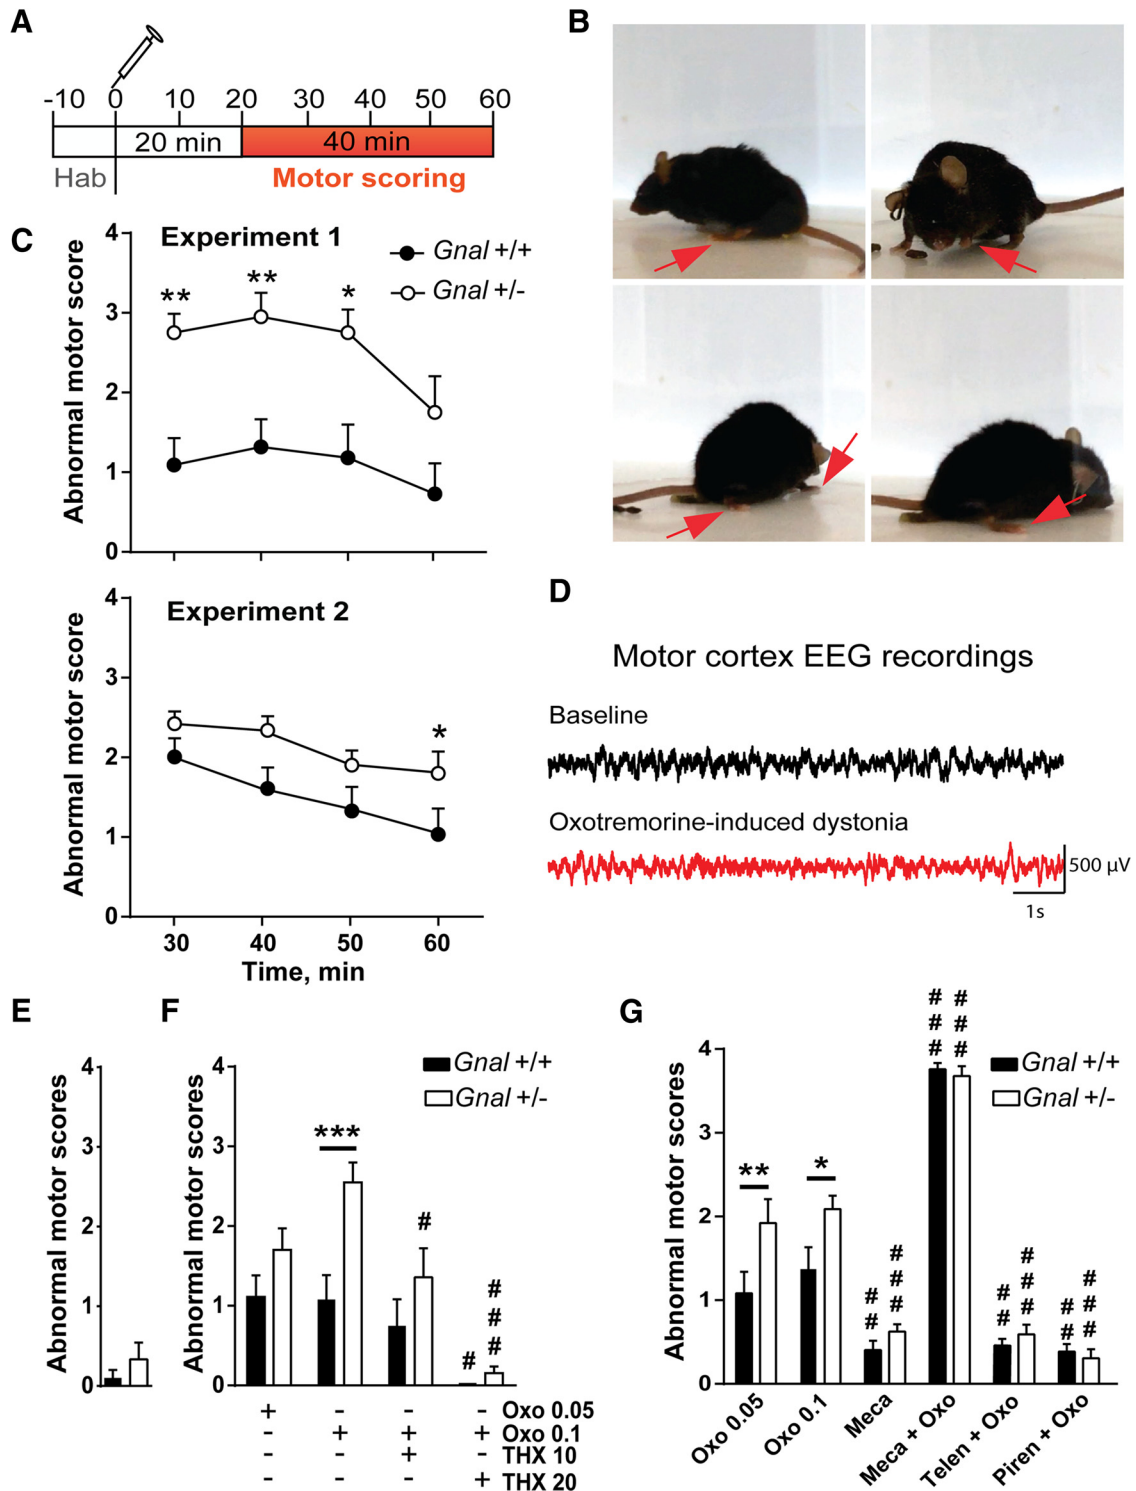 A
-10 0 10 20 30 40 50 60
20 min 40 min
Hab Motor scoring
B
C
Experiment 1
Gnal +/+
Gnal +/-
** ** *
Abnormal motor score
4
3
2
1
0
Experiment 2
*
Abnormal motor score
4
3
2
1
0
30 40 50 60
Time, min
D
Motor cortex EEG recordings
Baseline
Oxotremorine-induced dystonia
500 µV
1s
E
Abnormal motor scores
4
3
2
1
0
F
Gnal +/+
Gnal +/-
Abnormal motor scores
4
3
2
1
0
***
#
#
#
#
#
+ - - - Oxo 0.05
- + + + Oxo 0.1
- - + - THX 10
- - - + THX 20
G
Gnal +/+
Gnal +/-
Abnormal motor scores
4
3
2
1
0
** *
# #
# #
# #
#
# #
# #
#
# #
# #
#
# #
# #
Oxo 0.05
Oxo 0.1
Meca
Meca + Oxo
Telen + Oxo
Piren + Oxo